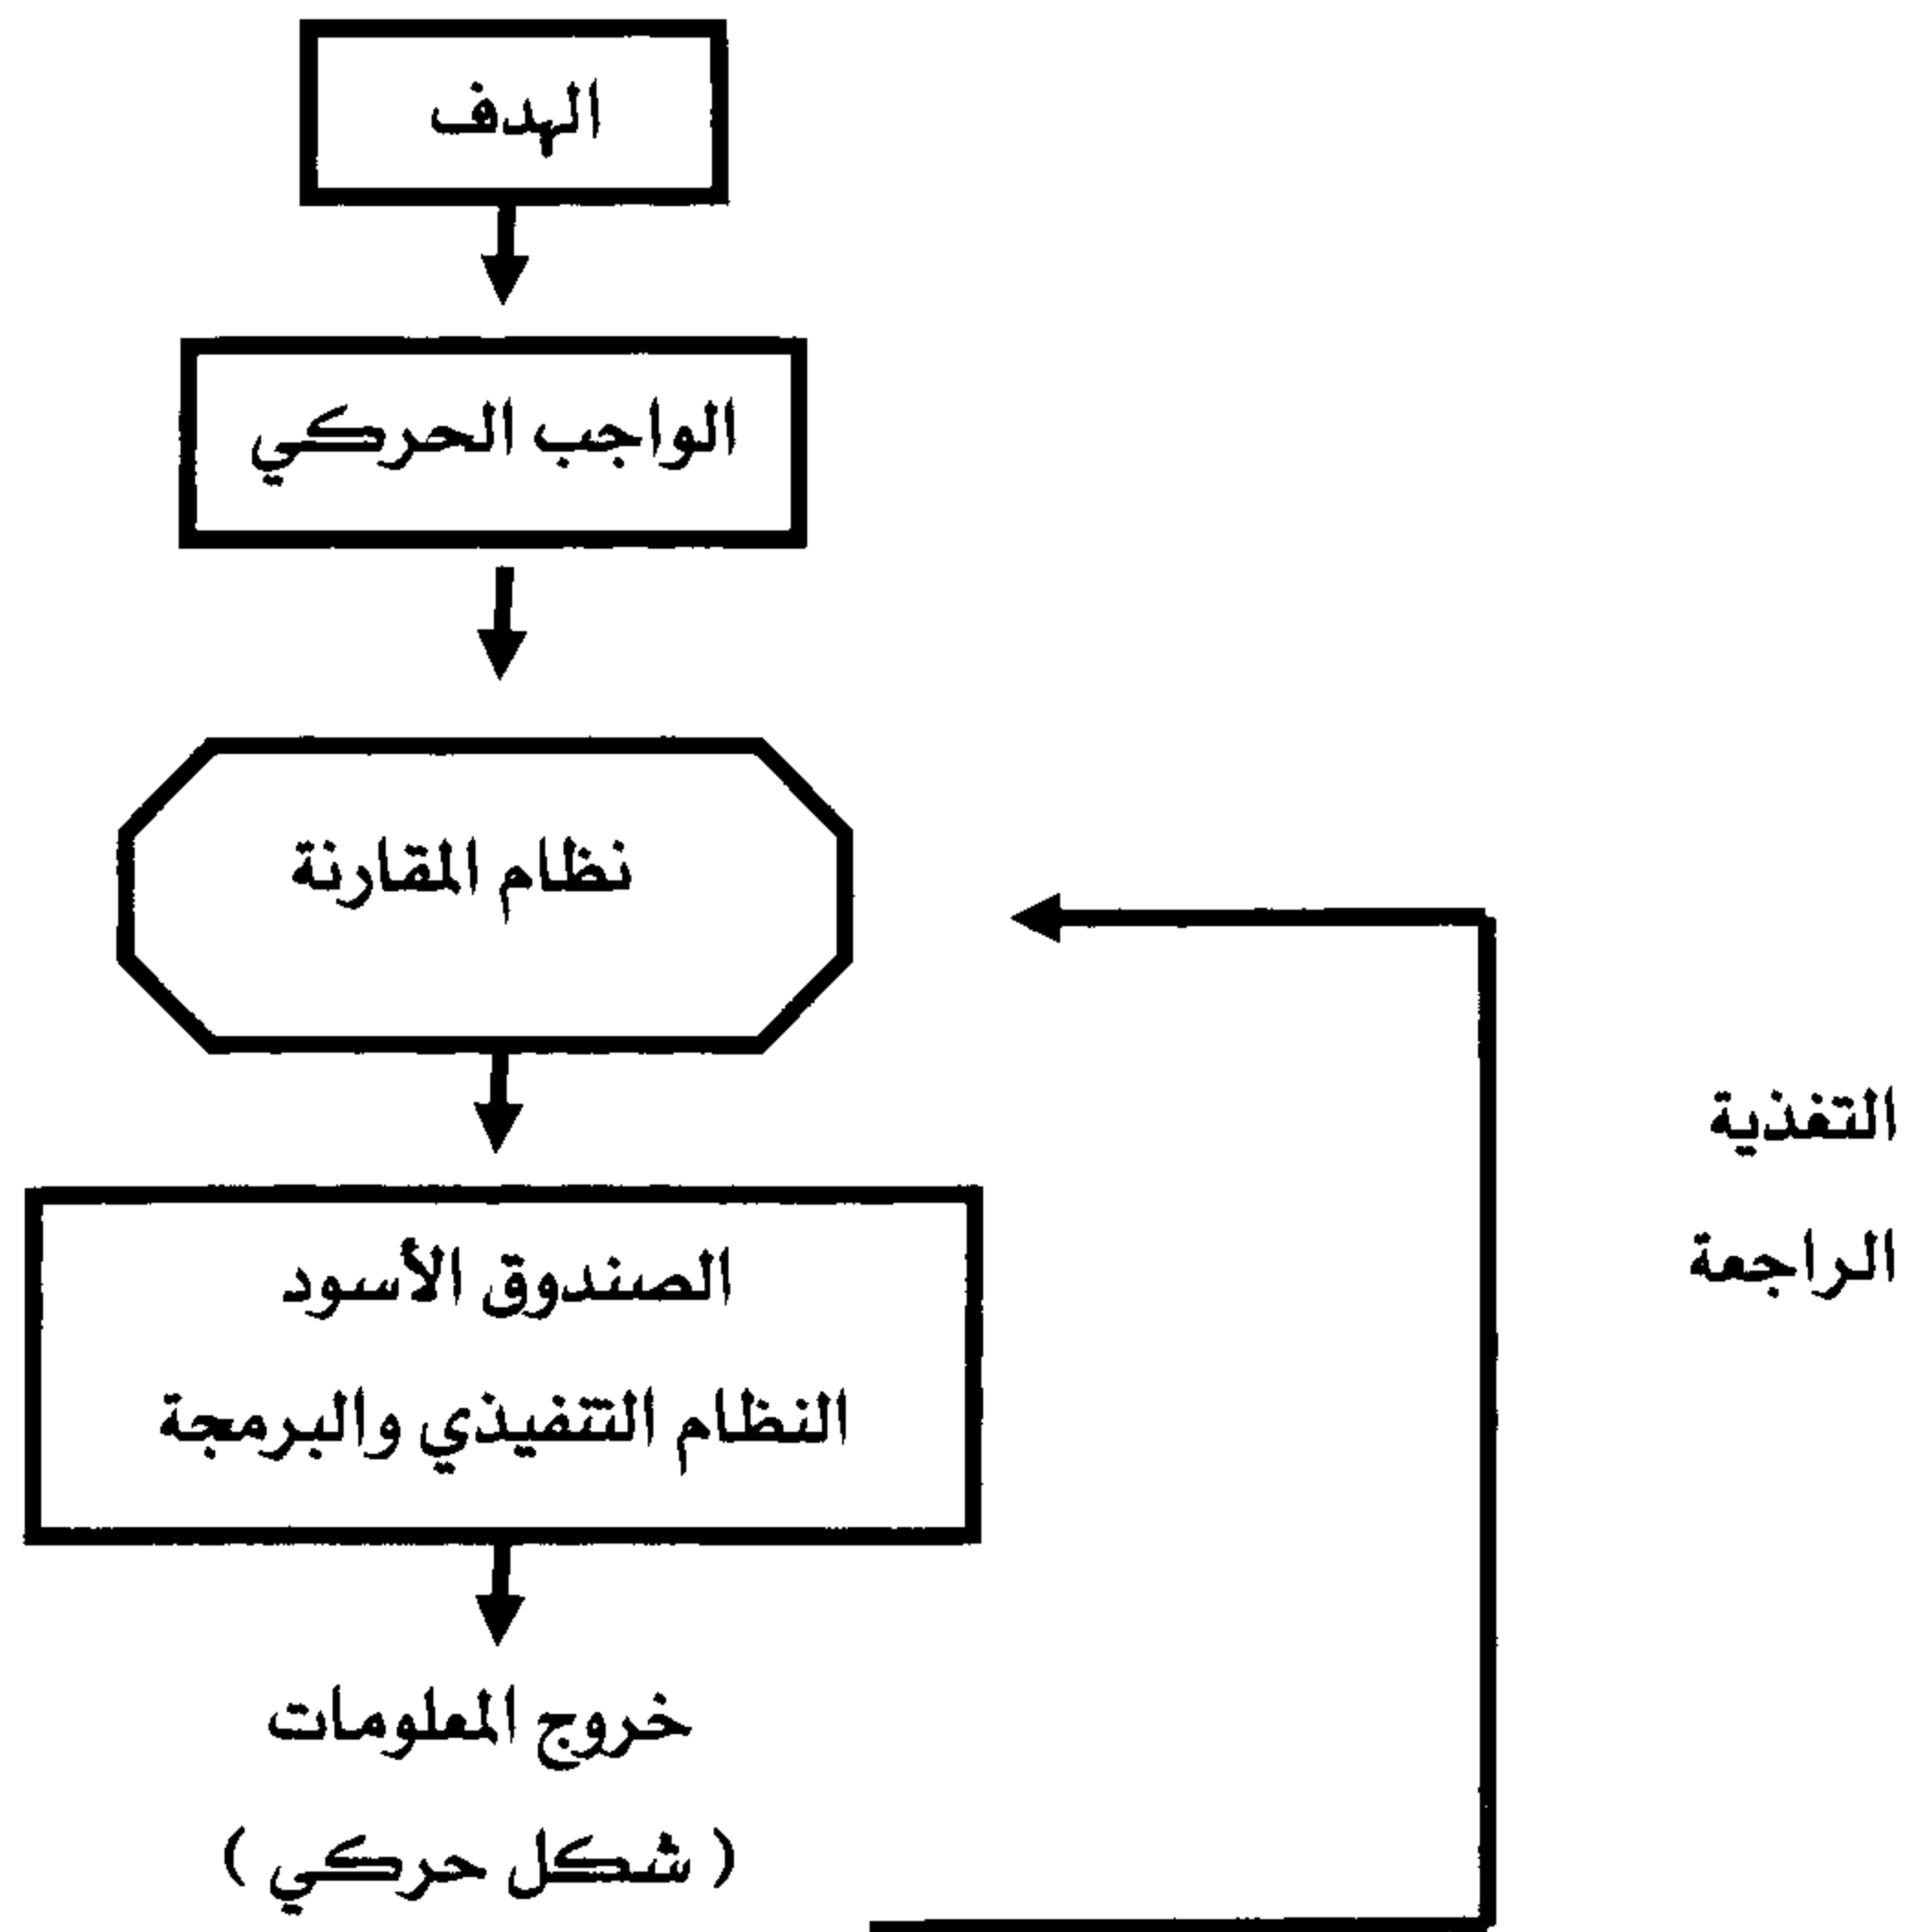 الهدف
الواجب الحركي
نظام المقارنة
التغذية
الراجعة
الصندوق الأسود
النظام التنفيذي والبرمجة
خروج المعلومات
( شكل حركي )